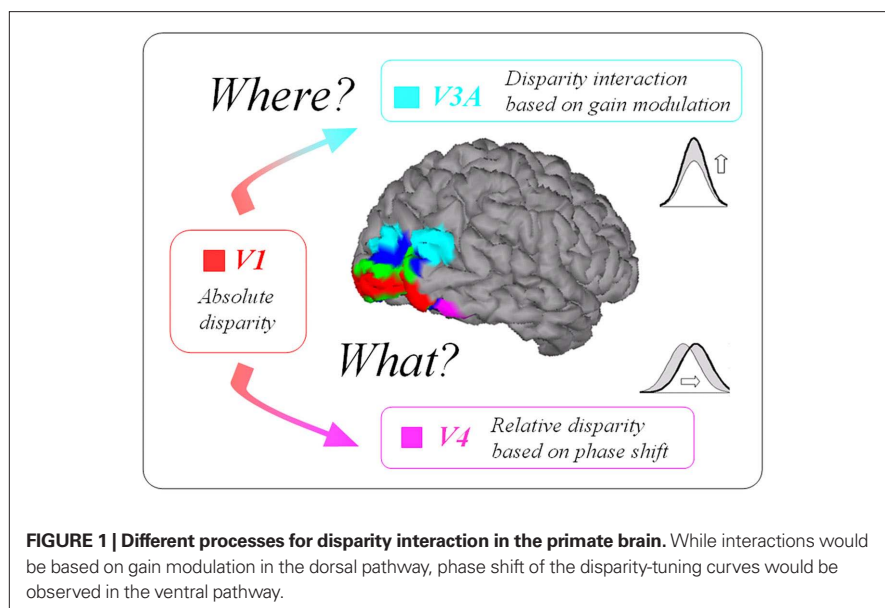 Where?
V3A
Disparity interaction
based on gain modulation
V1
Absolute
disparity
What?
V4
Relative disparity
based on phase shift
FIGURE 1 | Different processes for disparity interaction in the primate brain. While interactions would
be based on gain modulation in the dorsal pathway, phase shift of the disparity-tuning curves would be
observed in the ventral pathway.